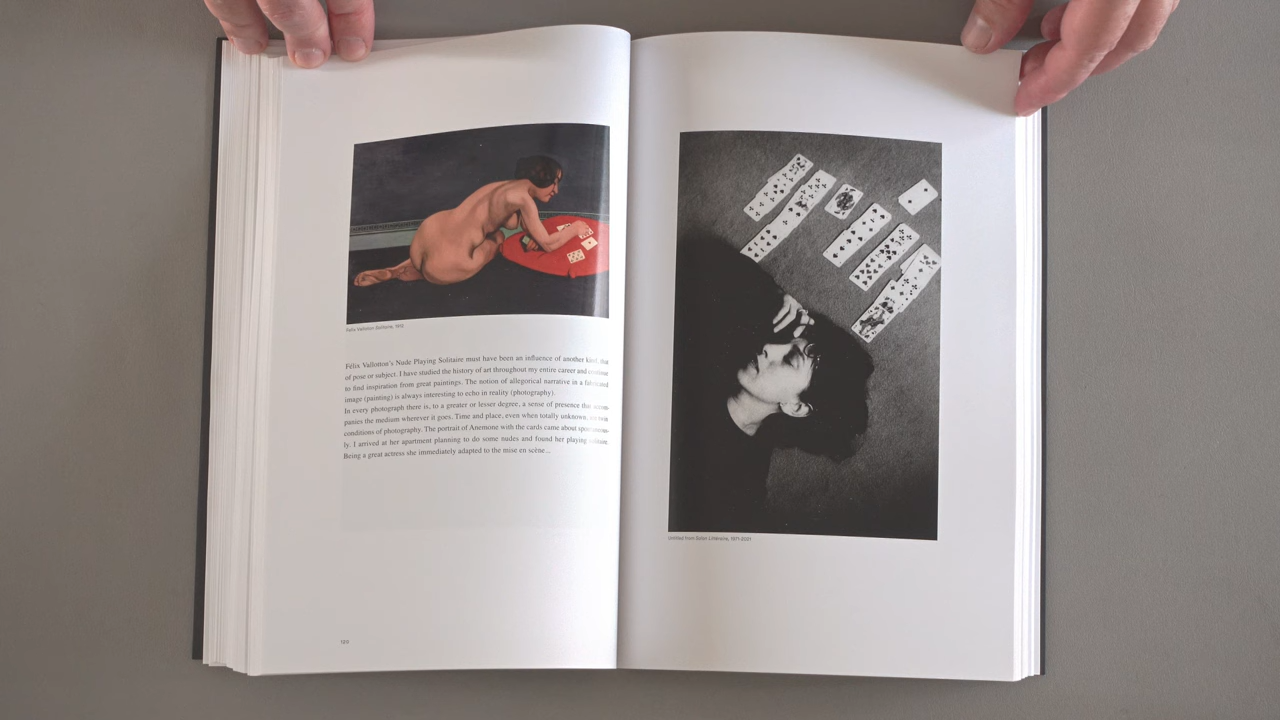 Félix Vallotton Solitaire, 1912
Félix Vallotton's Nude Playing Solitaire must have been an influence of another kind, that
of pose or subject. I have studied the history of art throughout my entire career and continue
to find inspiration from great paintings. The notion of allegorical narrative in a fabricated
image (painting) is always interesting to echo in reality (photography).
In every photograph there is, to a greater or lesser degree, a sense of presence that accom-
panies the medium wherever it goes. Time and place, even when totally unknown, are twin
conditions of photography. The portrait of Anemone with the cards came about spontaneous-
ly. I arrived at her apartment planning to do some nudes and found her playing solitaire.
Being a great actress she immediately adapted to the mise en scène...
Untitled from Salon Littéraire, 1971-2021